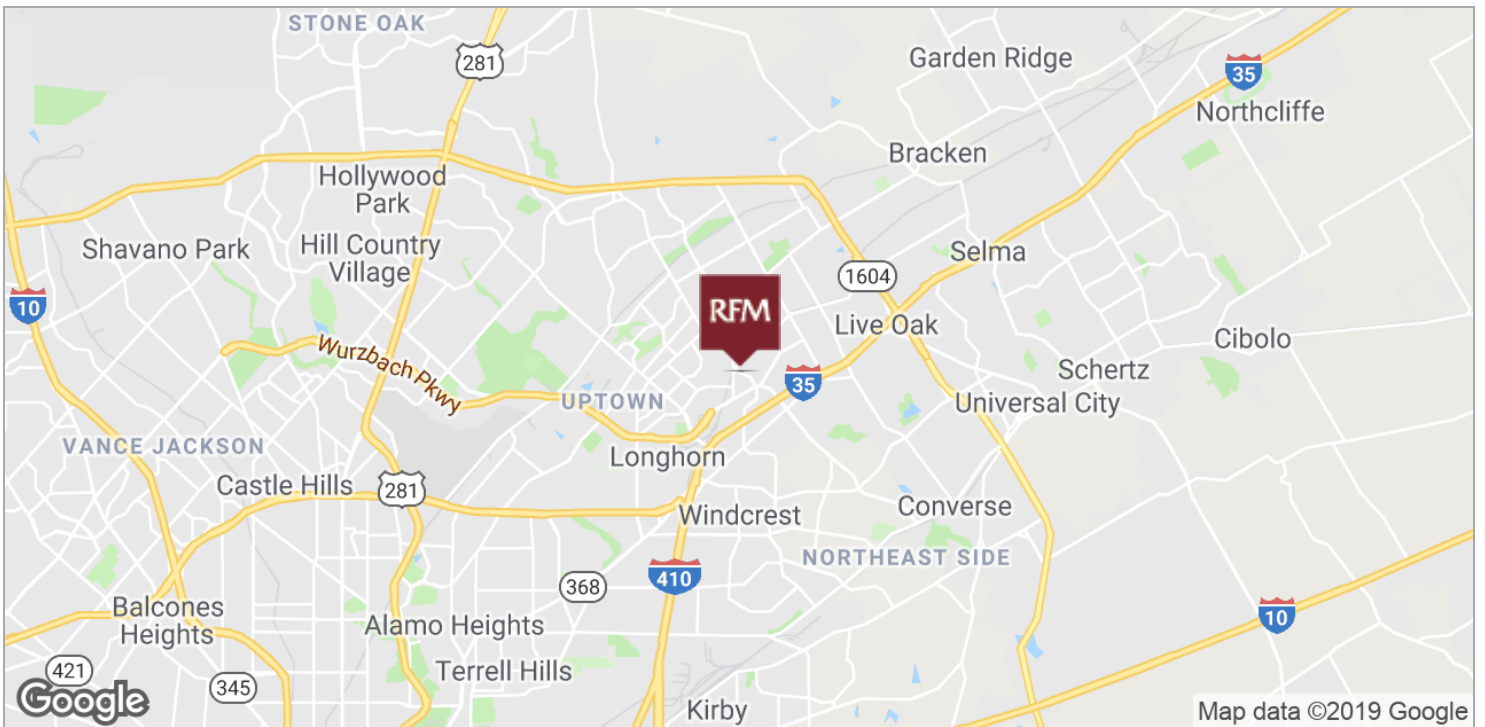 STONE OAK
281
Garden Ridge
35
Northcliffe
Bracken
Hollywood
Park
Shavano Park
Hill Country
Village
Selma
1604
10
RFM
Live Oak
Cibolo
Wurzbach Pkwy
Schertz
35
UPTOWN
Universal City
VANCE JACKSON
Longhorn
Castle Hills
281
Windcrest
Converse
NORTHEAST SIDE
410
368
Balcones
Heights
10
Alamo Heights
Terrell Hills
421
345
Google
Kirby
Map data ©2019 Google